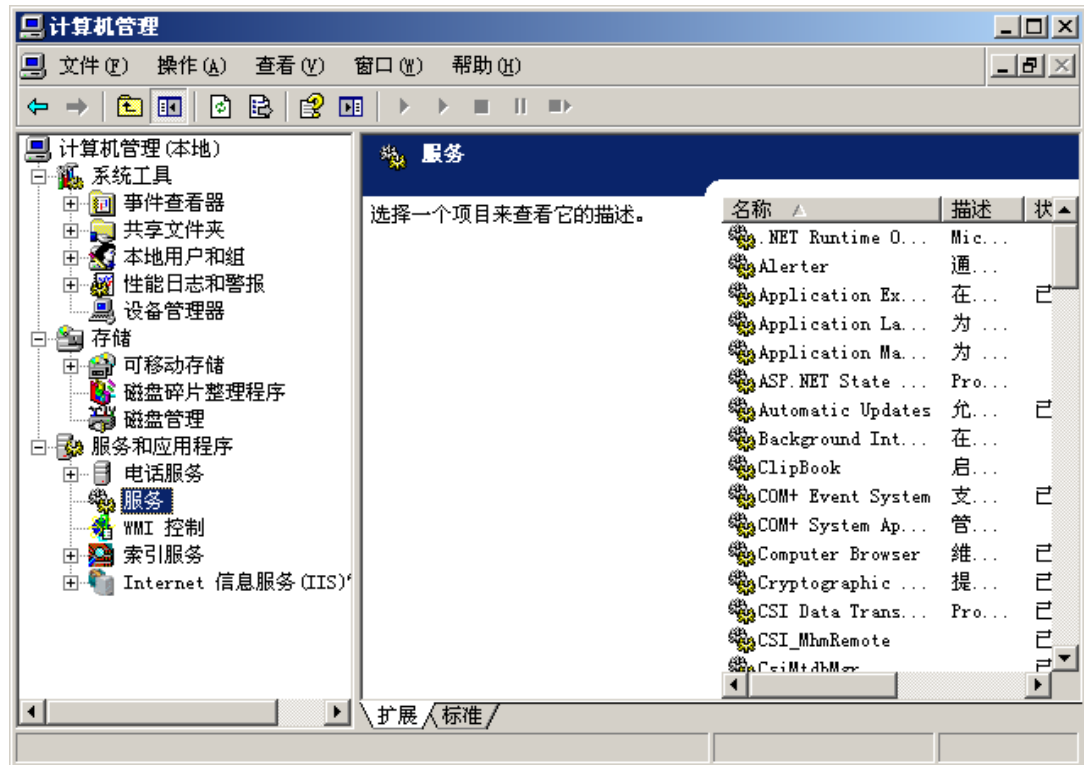 计算机管理
文件(F) 操作(A) 查看(V) 窗口(W) 帮助(H)
计算机管理(本地)
系统工具
事件查看器
共享文件夹
本地用户和组
性能日志和警报
设备管理器
存储
可移动存储
磁盘碎片整理程序
磁盘管理
服务和应用程序
电话服务
服务
WMI 控制
索引服务
Internet 信息服务(IIS)
服务
选择一个项目来查看它的描述。
名称 描述 状
.NET Runtime O... Mic...
Alerter 通...
Application Ex... 在... 已
Application La... 为 ...
Application Ma... 为 ...
ASP.NET State ... Pro...
Automatic Updates 允... 已
Background Int... 在...
ClipBook 启...
COM+ Event System 支... 已
COM+ System Ap... 管...
Computer Browser 维... 已
Cryptographic ... 提... 已
CSI Data Trans... Pro... 已
CSI_MhmRemote 已
CsiMtdbMgr 已
扩展 标准